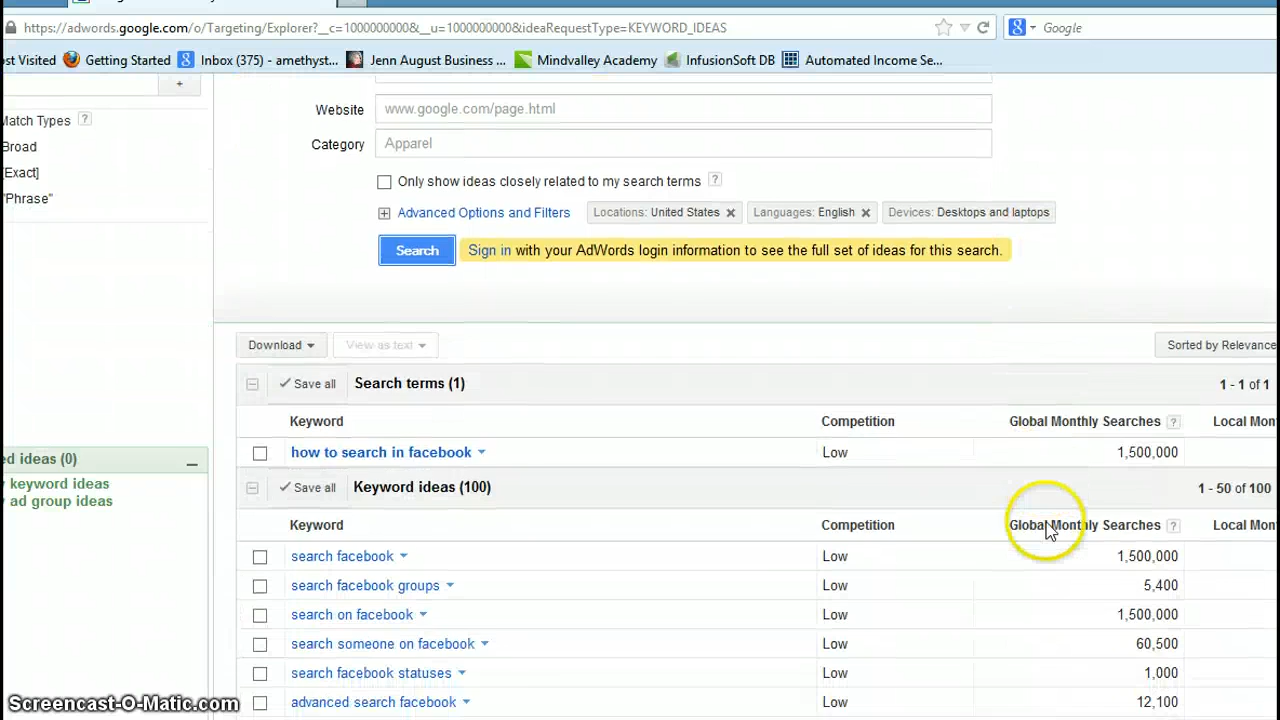 https://adwords.google.com/o/Targeting/Explorer?__c=1000000000&__u=1000000000&ideaRequestType=KEYWORD_IDEAS
Google
ost Visited Getting Started Inbox (375) - amethyst... Jenn August Business ... Mindvalley Academy InfusionSoft DB Automated Income Se...
+
Match Types ?
Broad
[Exact]
"Phrase"
Website www.google.com/page.html
Category Apparel
Only show ideas closely related to my search terms ?
Advanced Options and Filters Locations: United States × Languages: English × Devices: Desktops and laptops
Search Sign in with your AdWords login information to see the full set of ideas for this search.
Download View as text Sorted by Relevance
Save all Search terms (1) 1 - 1 of 1
Keyword Competition Global Monthly Searches ? Local Mon
how to search in facebook Low 1,500,000
ed ideas (0)
keyword ideas
ad group ideas
Save all Keyword ideas (100) 1 - 50 of 100
Keyword Competition Global Monthly Searches ? Local Mon
search facebook Low 1,500,000
search facebook groups Low 5,400
search on facebook Low 1,500,000
search someone on facebook Low 60,500
search facebook statuses Low 1,000
advanced search facebook Low 12,100
Screencast-O-Matic.com